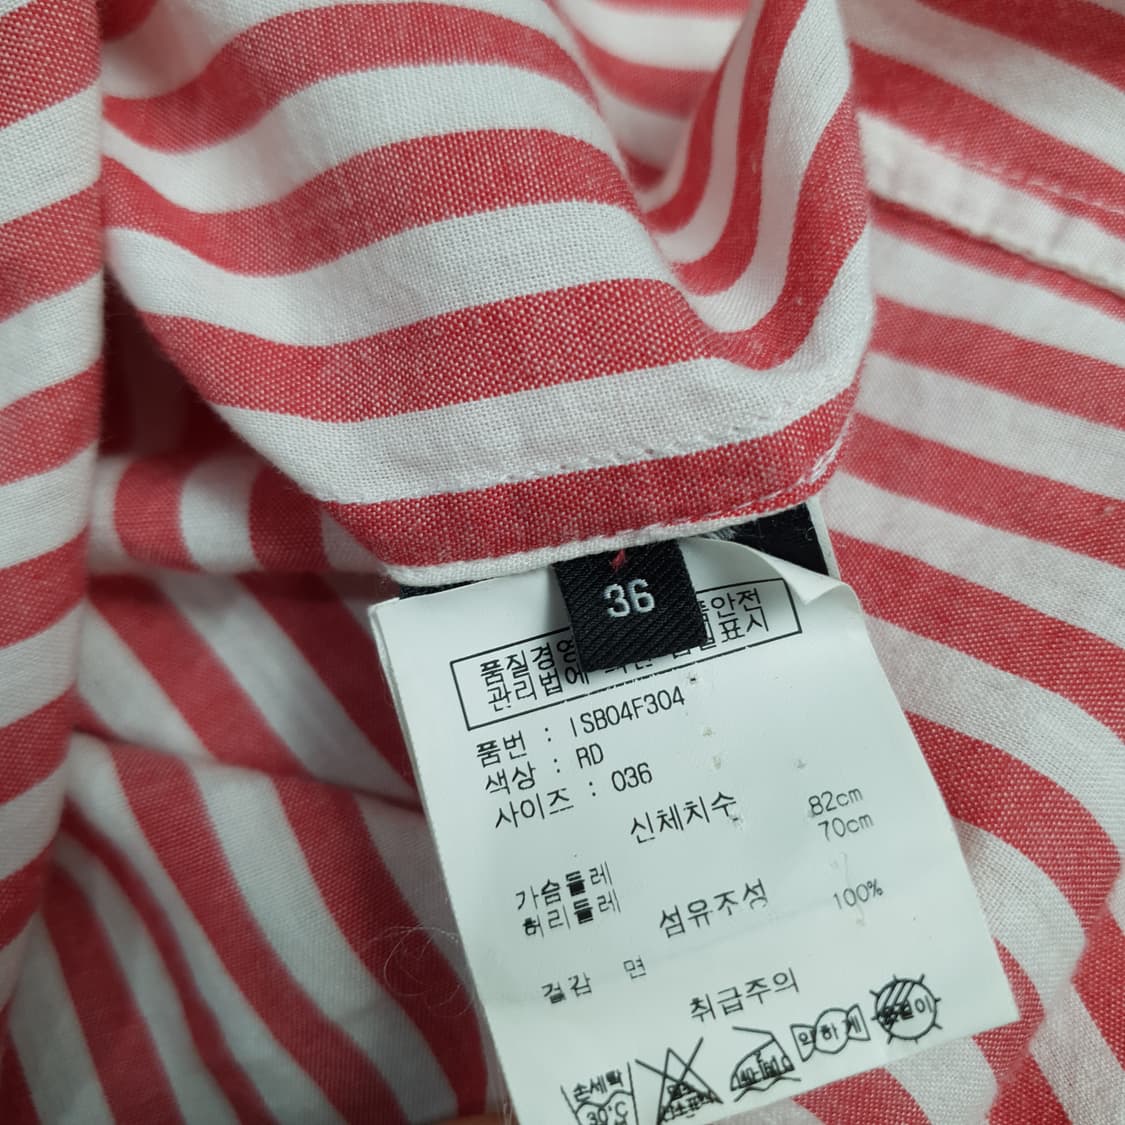 36
품질경영 품안전
관리법에 의한 품질표시
품번 : ISB04F304
색상 : RD
사이즈 : 036
신체치수
가슴둘레 82cm
허리둘레 70cm
섬유조성
겉감 면 100%
취급주의
손세탁 30℃ 약하게